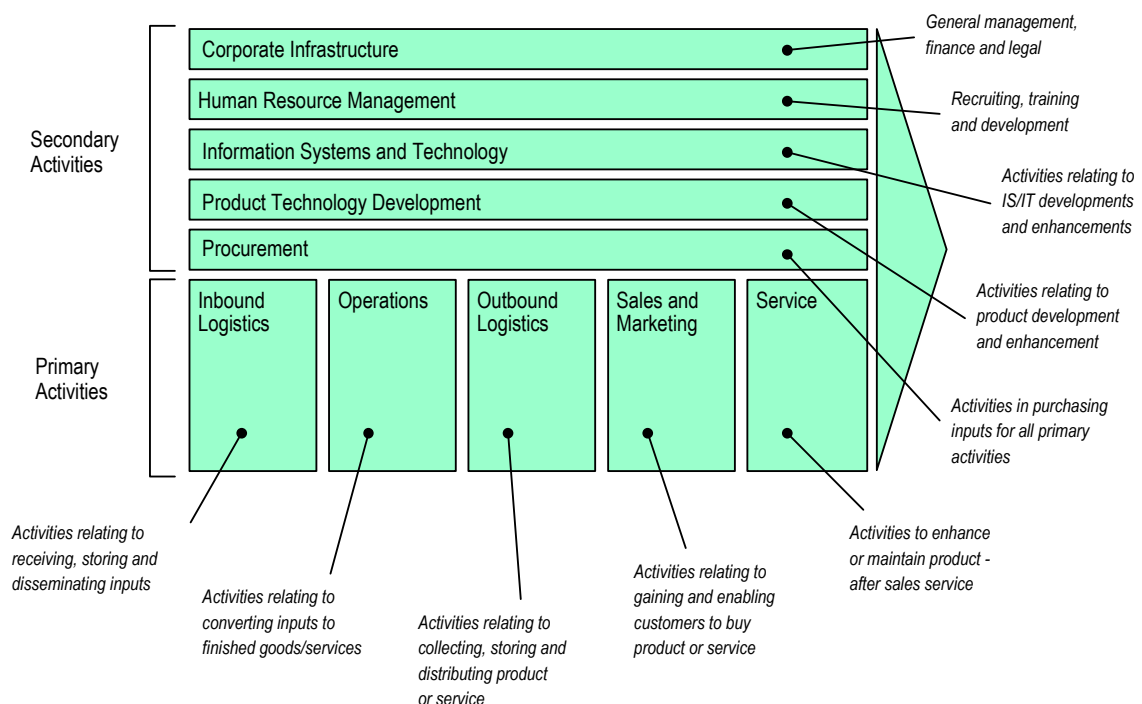 General management,
finance and legal
Corporate Infrastructure
Human Resource Management
Recruiting, training
and development
Secondary
Activities
Information Systems and Technology
Activities relating to
IS/IT developments
and enhancements
Product Technology Development
Procurement
Activities relating to
product development
and enhancement
Primary
Activities
Inbound
Logistics
Operations
Outbound
Logistics
Sales and
Marketing
Service
Activities in purchasing
inputs for all primary
activities
Activities relating to
receiving, storing and
disseminating inputs
Activities relating to
converting inputs to
finished goods/services
Activities relating to
collecting, storing and
distributing product
or service
Activities relating to
gaining and enabling
customers to buy
product or service
Activities to enhance
or maintain product -
after sales service